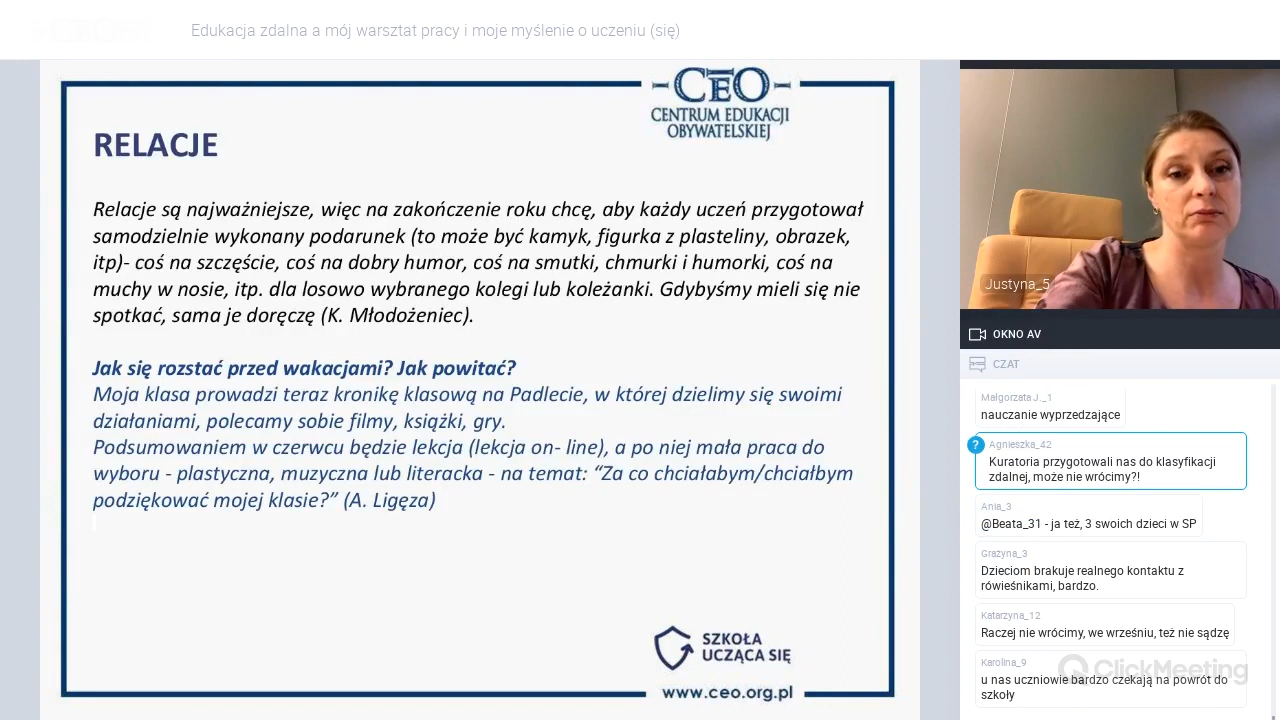 Edukacja zdalna a mój warsztat pracy i moje myślenie o uczeniu (się)
CEO
CENTRUM EDUKACJI
OBYWATELSKIEJ
RELACJE
Relacje są najważniejsze, więc na zakończenie roku chcę, aby każdy uczeń przygotował
samodzielnie wykonany podarunek (to może być kamyk, figurka z plasteliny, obrazek,
itp)- coś na szczęście, coś na dobry humor, coś na smutki, chmurki i humorki, coś na
muchy w nosie, itp. dla losowo wybranego kolegi lub koleżanki. Gdybyśmy mieli się nie
spotkać, sama je doręczę (K. Młodożeniec).
Jak się rozstać przed wakacjami? Jak powitać?
Moja klasa prowadzi teraz kronikę klasową na Padlecie, w której dzielimy się swoimi
działaniami, polecamy sobie filmy, książki, gry.
Podsumowaniem w czerwcu będzie lekcja (lekcja on- line), a po niej mała praca do
wyboru - plastyczna, muzyczna lub literacka - na temat: “Za co chciałabym/chciałbym
podziękować mojej klasie?” (A. Ligęza)
SZKOŁA
UCZĄCA SIĘ
www.ceo.org.pl
Justyna_5
OKNO AV
CZAT
Małgorzata J._1
nauczanie wyprzedzające
?
Agnieszka_42
Kuratoria przygotowali nas do klasyfikacji
zdalnej, może nie wrócimy?!
Ania_3
@Beata_31 - ja też, 3 swoich dzieci w SP
Grażyna_3
Dzieciom brakuje realnego kontaktu z
rówieśnikami, bardzo.
Katarzyna_12
Raczej nie wrócimy, we wrześniu, też nie sądzę
Karolina_9
u nas uczniowie bardzo czekają na powrót do
szkoły
ClickMeeting